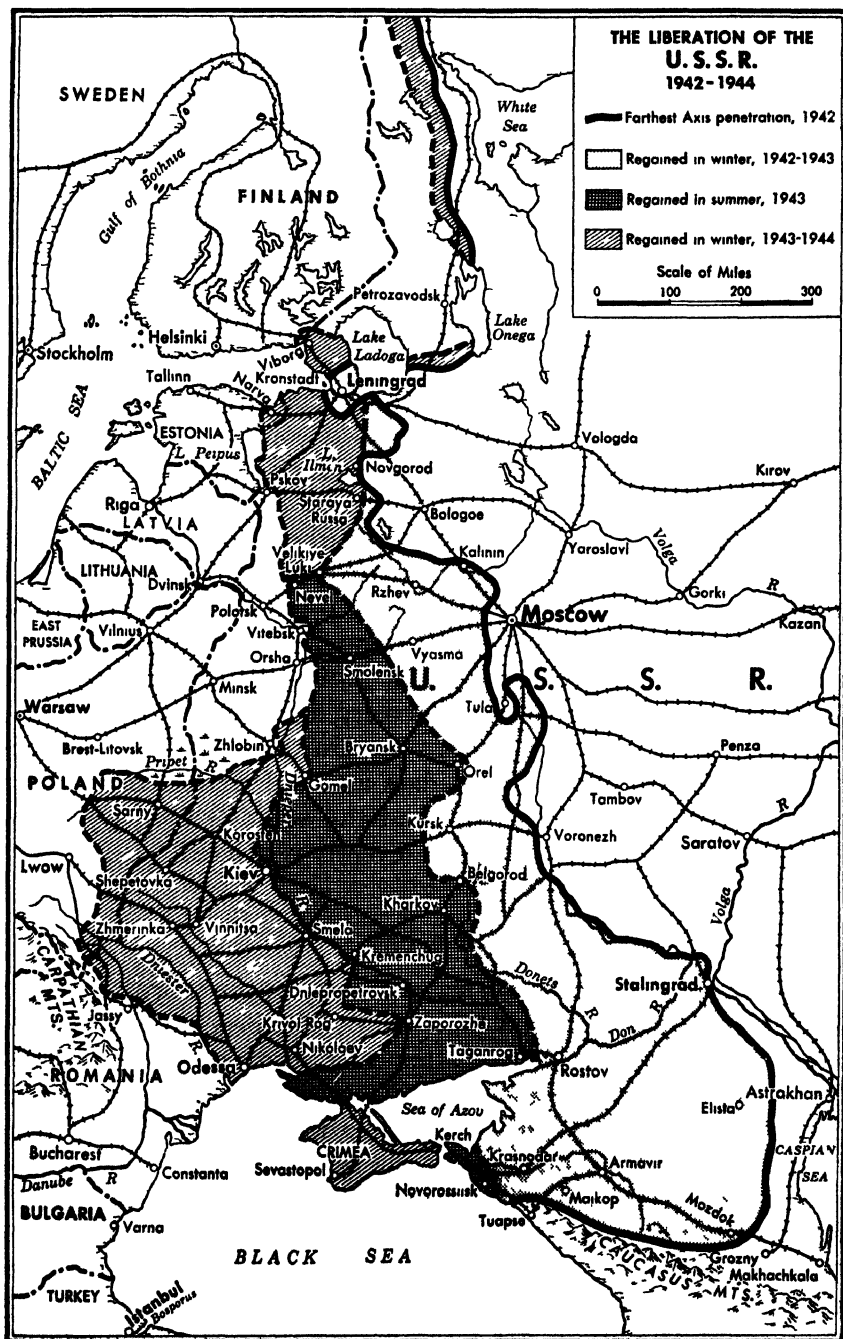 THE LIBERATION OF THE
U. S. S. R.
1942-1944
Farthest Axis penetration, 1942
Regained in winter, 1942-1943
Regained in summer, 1943
Regained in winter, 1943-1944
Scale of Miles
0 100 200 300
SWEDEN
White
Sea
Gulf of Bothnia
FINLAND
Petrozavodsk
Lake
Onega
Lake
Ladoga
Helsinki
Stockholm
Viborg
Kronstadt
Leningrad
Tallinn
Narva
BALTIC SEA
ESTONIA
L. Peipus
L.
Ilmen
Novgorod
Vologda
Kirov
Pskov
Riga
Staraya
Russa
Bologoe
LATVIA
Kalinin
Yaroslavl
Volga
R
LITHUANIA
Dvinsk
Velikiye
Luki
Nevel
Rzhev
Gorki
Polotsk
Moscow
Kazan
EAST
PRUSSIA
Vilnius
Vitebsk
Vyasma
Orsha
Smolensk
U. S. S. R.
Minsk
Tula
Warsaw
Brest-Litovsk
Zhlobin
Bryansk
Penza
Pripet R
Dnieper
R
Orel
POLAND
Gomel
Tambov
Sarny
Korosten
Kursk
Voronezh
Saratov
R
Lwow
Kiev
Shepetovka
Belgorod
Volga
Kharkov
Zhmerinka
Vinnitsa
Smela
Kremenchug
CARPATHIAN
MTS.
Dniester
R
Donets
R
Stalingrad
Dnepropetrovsk
Don
R
Jassy
Krivoi Rog
Zaporozhe
Nikolaev
Taganrog
Rostov
ROMANIA
Odessa
Sea of Azov
Elista
Astrakhan
Bucharest
CRIMEA
Kerch
Krasnodar
Armavir
CASPIAN
SEA
Constanta
Sevastopol
Danube R
Novorossiisk
Maikop
Mozdok
BULGARIA
Varna
Tuapse
CAUCASUS MTS.
Grozny
Makhachkala
BLACK SEA
TURKEY
Istanbul
Bosporus